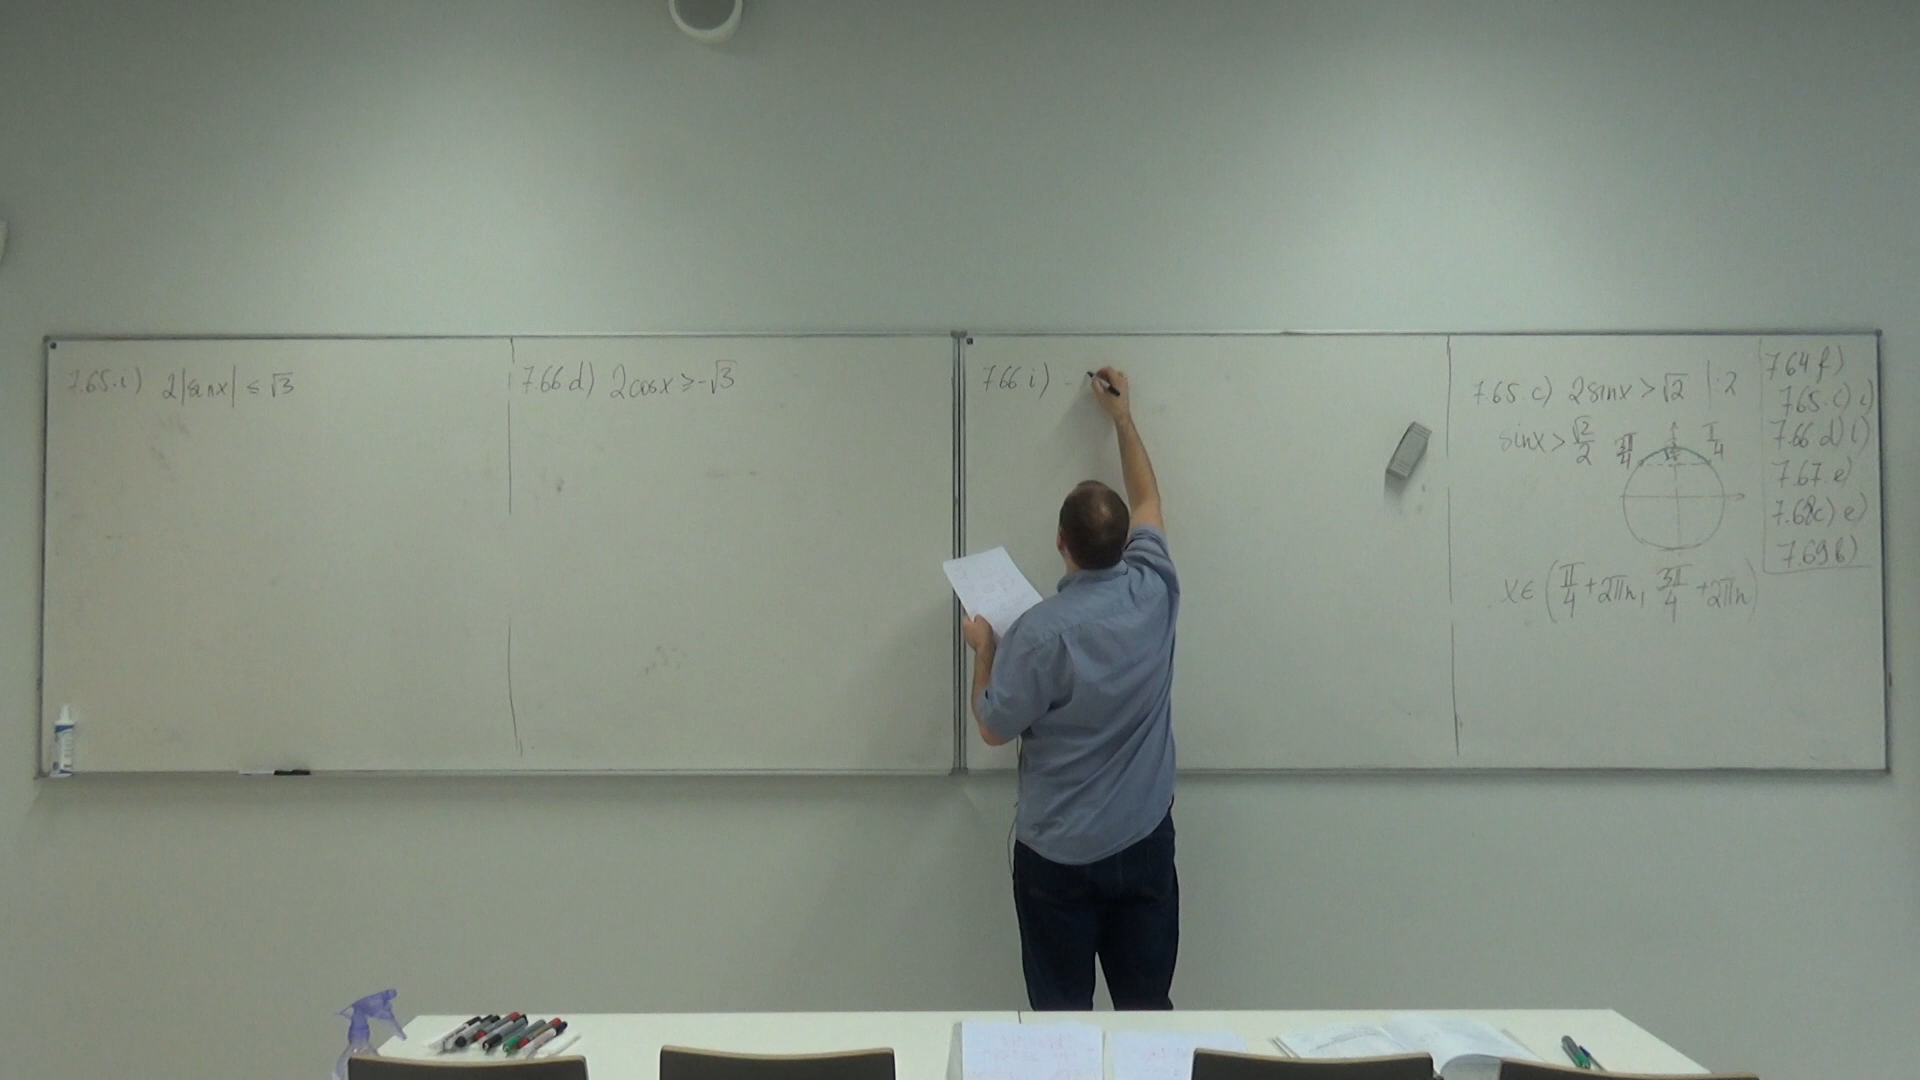 7.65. i) 2|sinx| ≤ √3
7.66 d) 2cosx ≥ -√3
7.66 i) -
7.65. c) 2sinx > √2 | :2
sinx > √2/2
3π/4
π/4
x ∈ (π/4 + 2πn, 3π/4 + 2πn)
7.64 f)
7.65. c) i)
7.66 d) i)
7.67. e)
7.68c) e)
7.69 b)